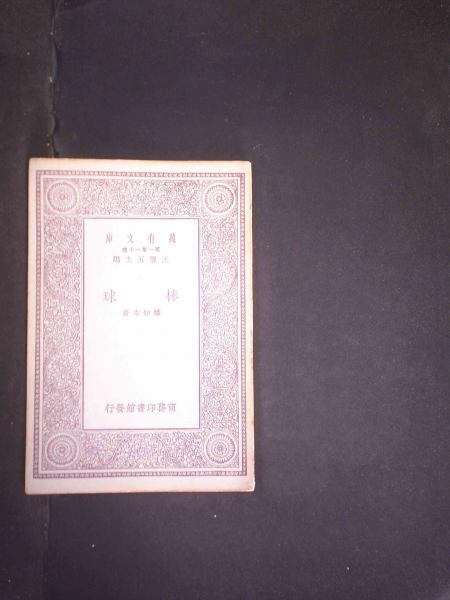 萬有文庫
第一集一千種
王雲五主編
棒球
著
商務印書館發行